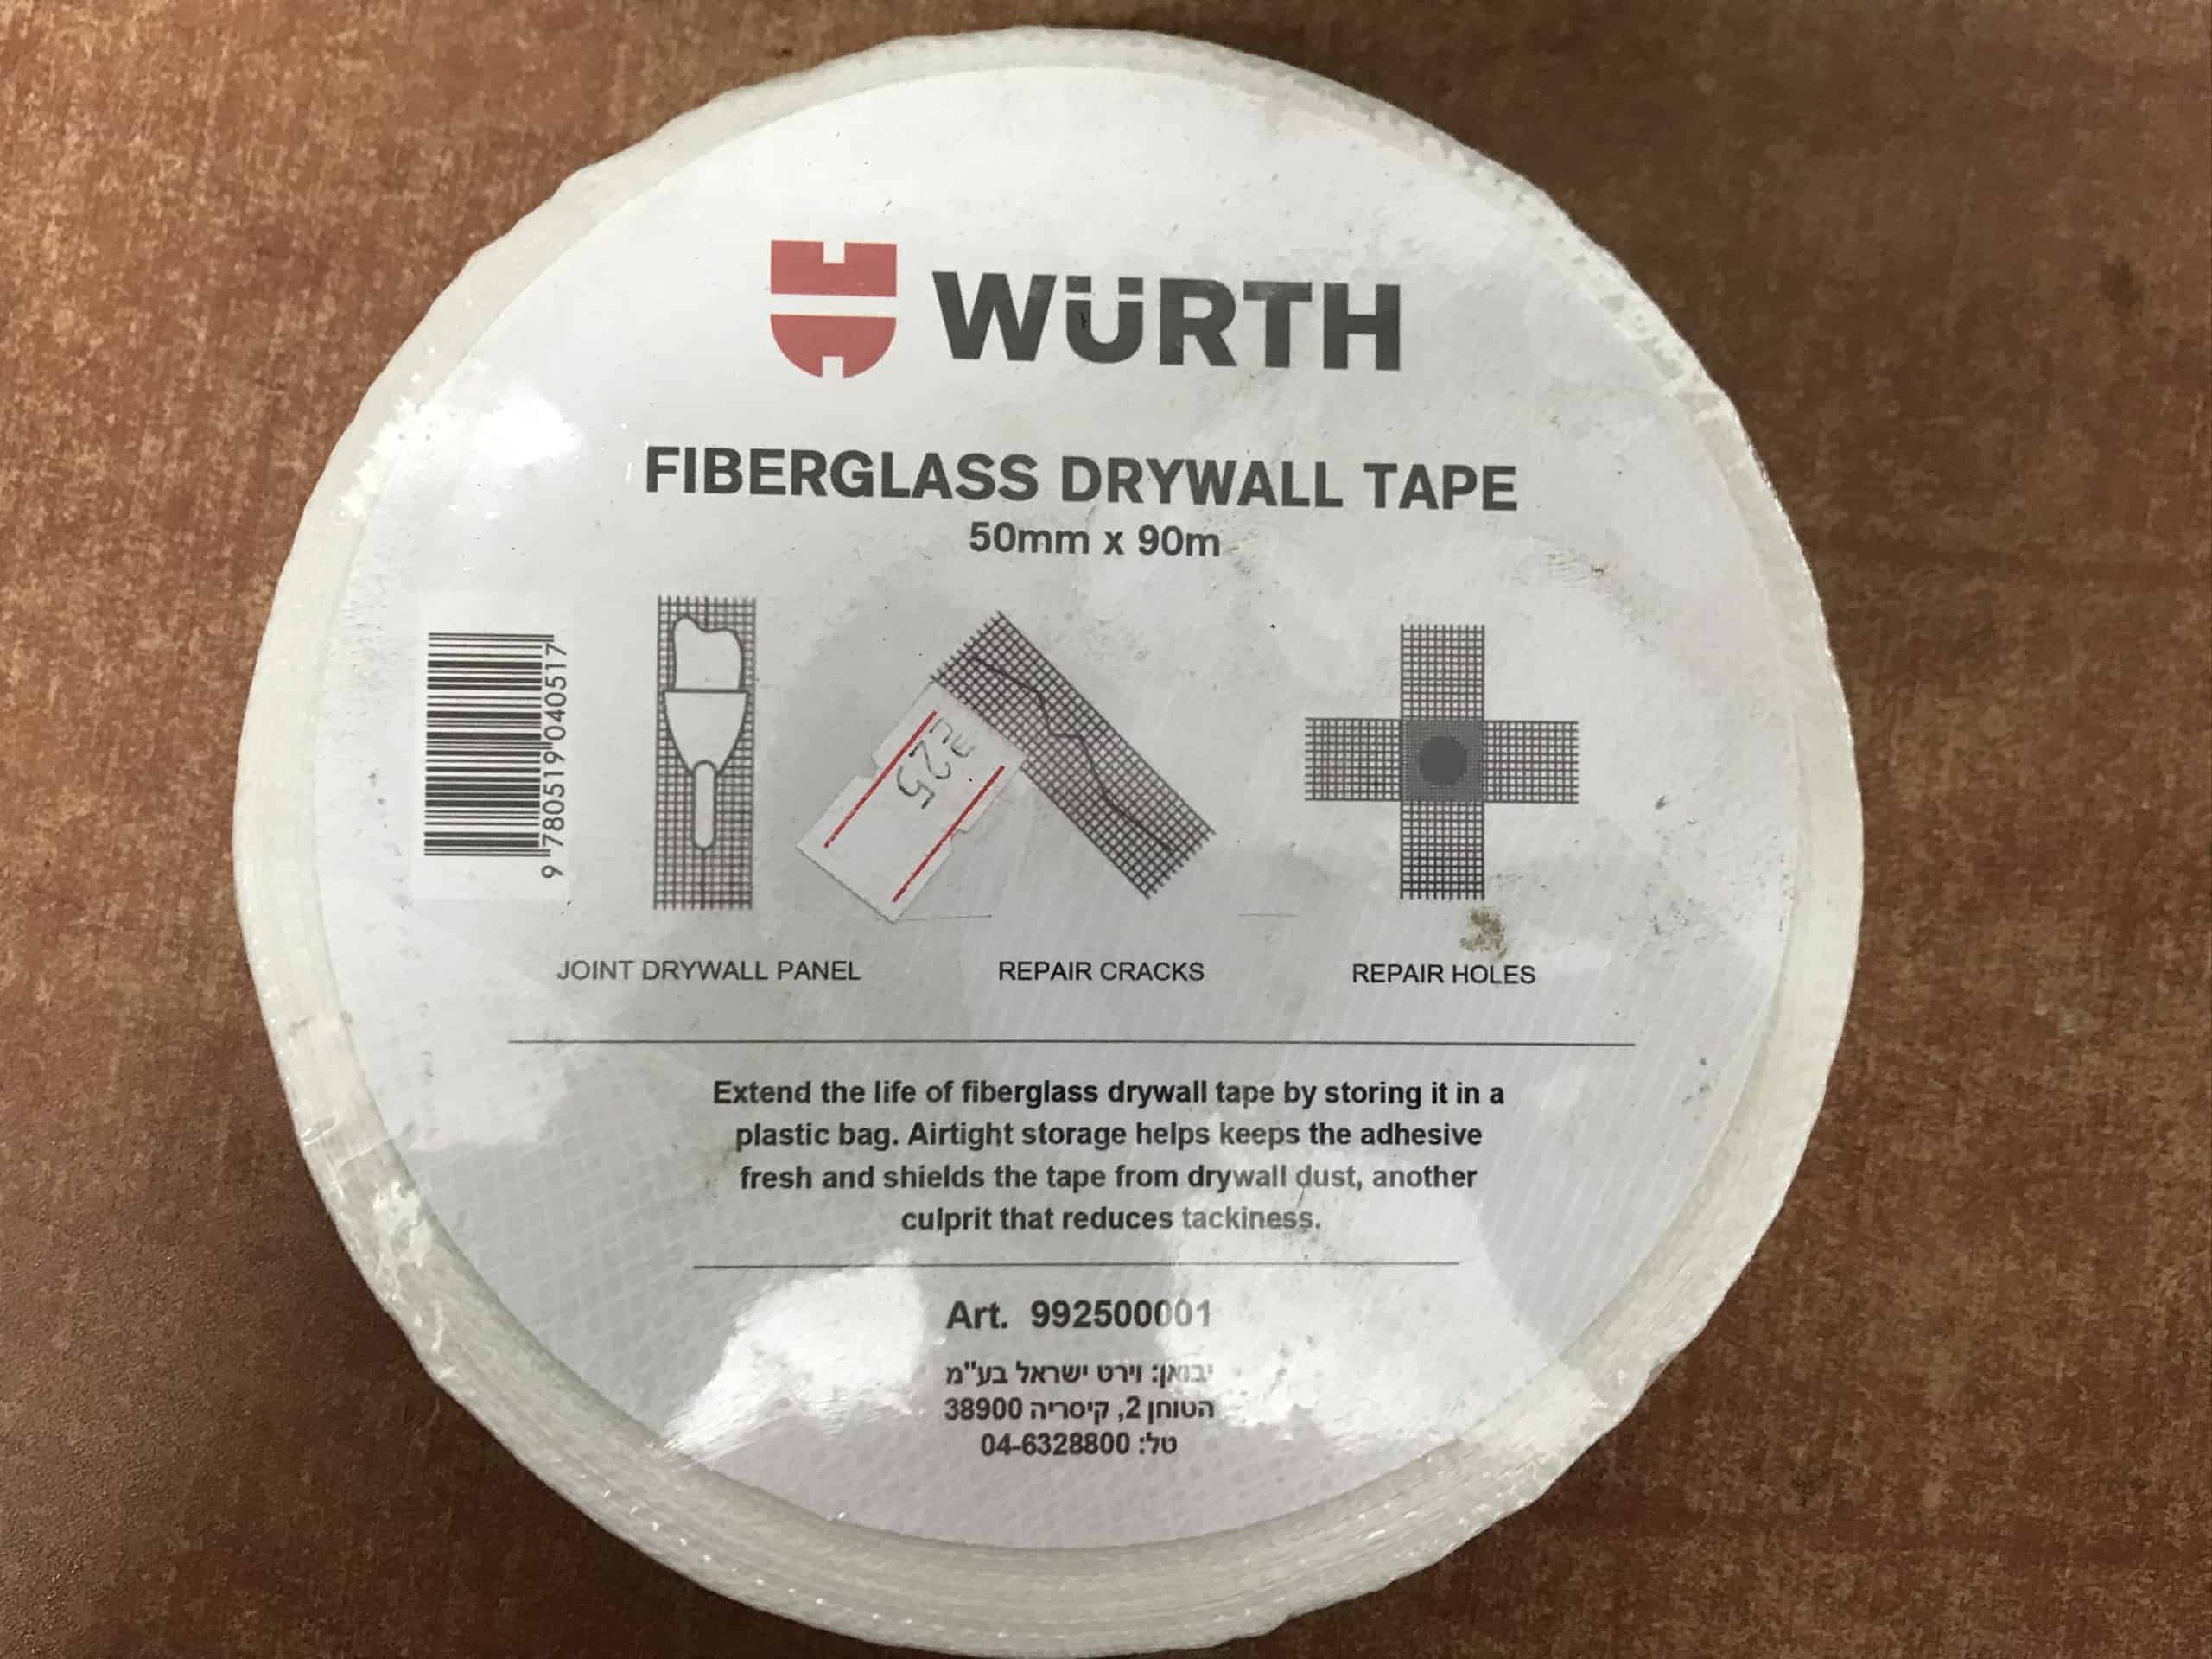 WÜRTH
FIBERGLASS DRYWALL TAPE
50mm x 90m
9 780519 040517
225
JOINT DRYWALL PANEL
REPAIR CRACKS
REPAIR HOLES
Extend the life of fiberglass drywall tape by storing it in a
plastic bag. Airtight storage helps keeps the adhesive
fresh and shields the tape from drywall dust, another
culprit that reduces tackiness.
Art. 992500001
יבואן: וירט ישראל בע"מ
הטוחן 2, קיסריה 38900
טל: 04-6328800